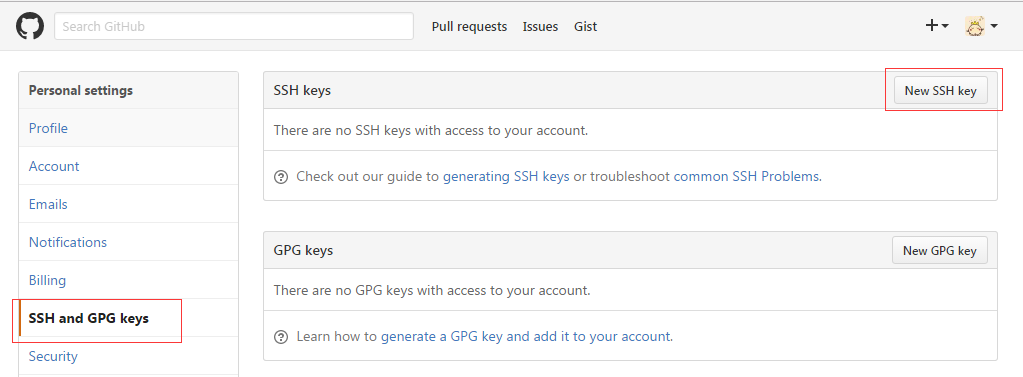 Search GitHub Pull requests Issues Gist
Personal settings
Profile
Account
Emails
Notifications
Billing
SSH and GPG keys
Security
SSH keys New SSH key
There are no SSH keys with access to your account.
Check out our guide to generating SSH keys or troubleshoot common SSH Problems.
GPG keys New GPG key
There are no GPG keys with access to your account.
Learn how to generate a GPG key and add it to your account.